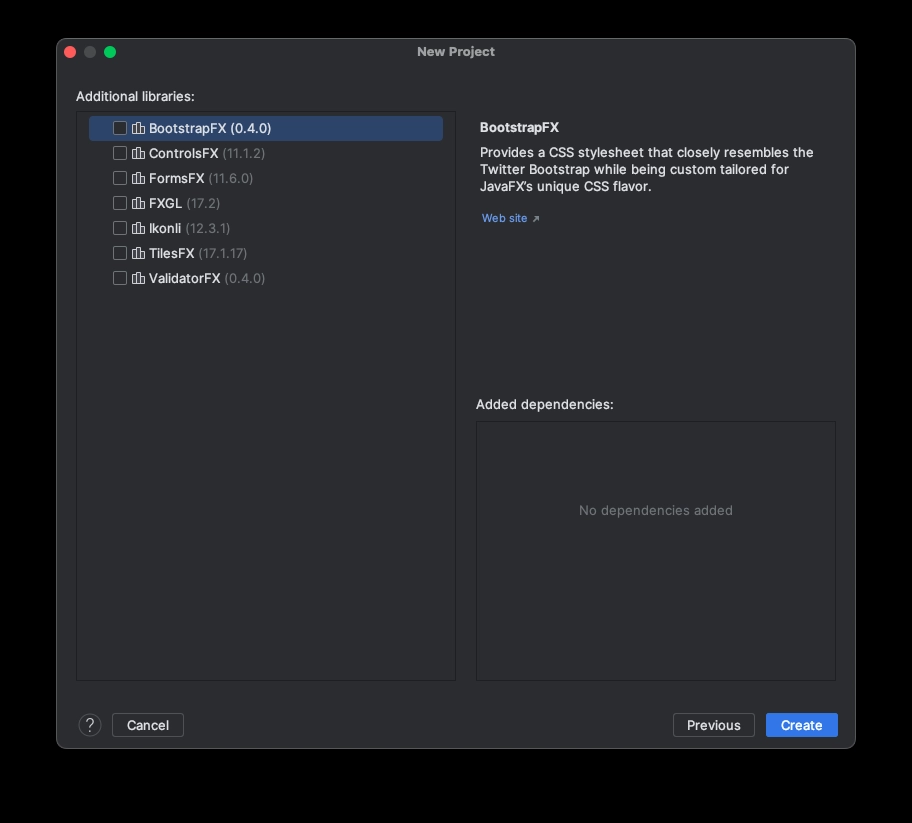 New Project
Additional libraries:
BootstrapFX (0.4.0)
ControlsFX (11.1.2)
FormsFX (11.6.0)
FXGL (17.2)
Ikonli (12.3.1)
TilesFX (17.1.17)
ValidatorFX (0.4.0)
BootstrapFX
Provides a CSS stylesheet that closely resembles the
Twitter Bootstrap while being custom tailored for
JavaFX's unique CSS flavor.
Web site ↗
Added dependencies:
No dependencies added
?
Cancel
Previous
Create